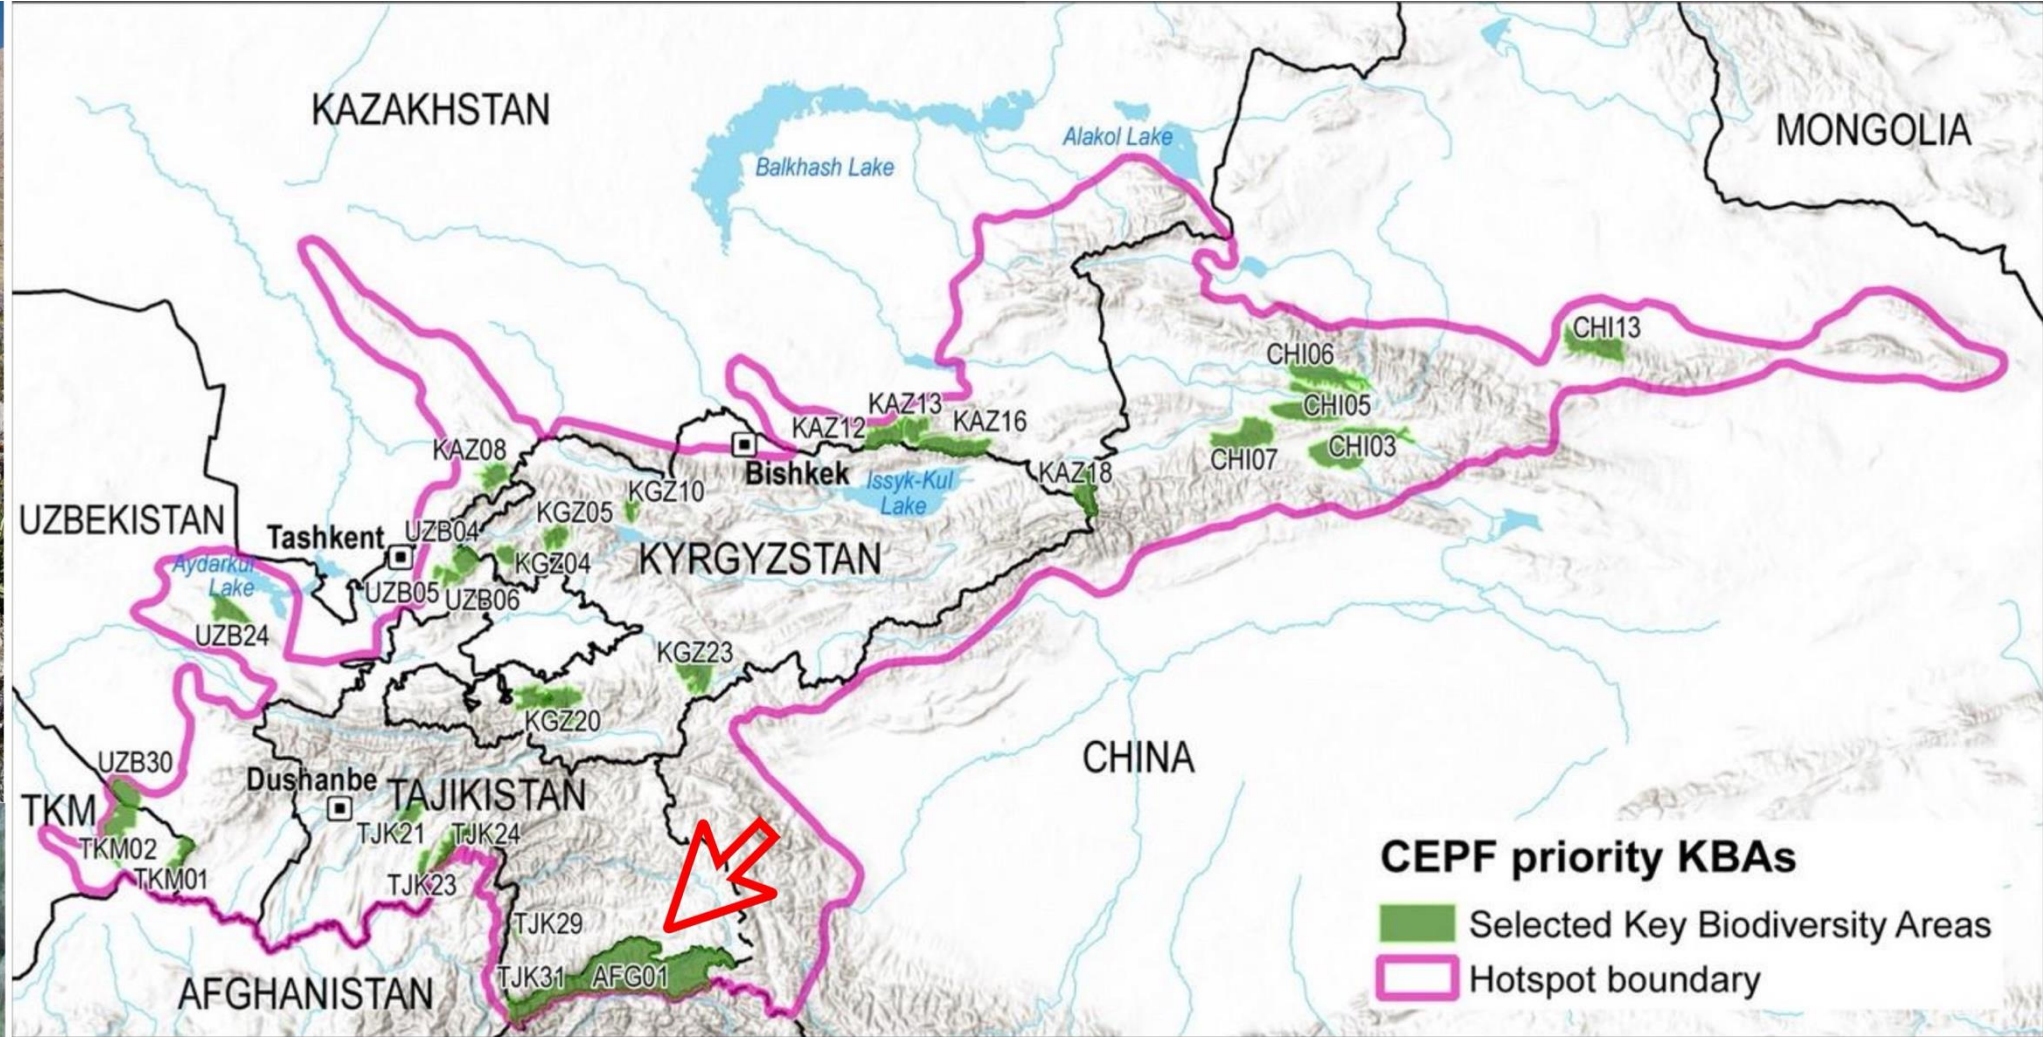 KAZAKHSTAN
MONGOLIA
Alakol Lake
Balkhash Lake
CHI13
CHI06
CHI05
CHI03
CHI07
KAZ13
KAZ12
KAZ16
KAZ08
Bishkek
KAZ18
Issyk-Kul
Lake
KGZ10
KGZ05
UZBEKISTAN
Tashkent
UZB04
KYRGYZSTAN
KGZ04
Aydarkul
Lake
UZB05
UZB06
UZB24
KGZ23
KGZ20
CHINA
UZB30
Dushanbe
TAJIKISTAN
TKM
TJK21
TJK24
TKM02
TKM01
TJK23
TJK29
TJK31
AFG01
AFGHANISTAN
CEPF priority KBAs
Selected Key Biodiversity Areas
Hotspot boundary